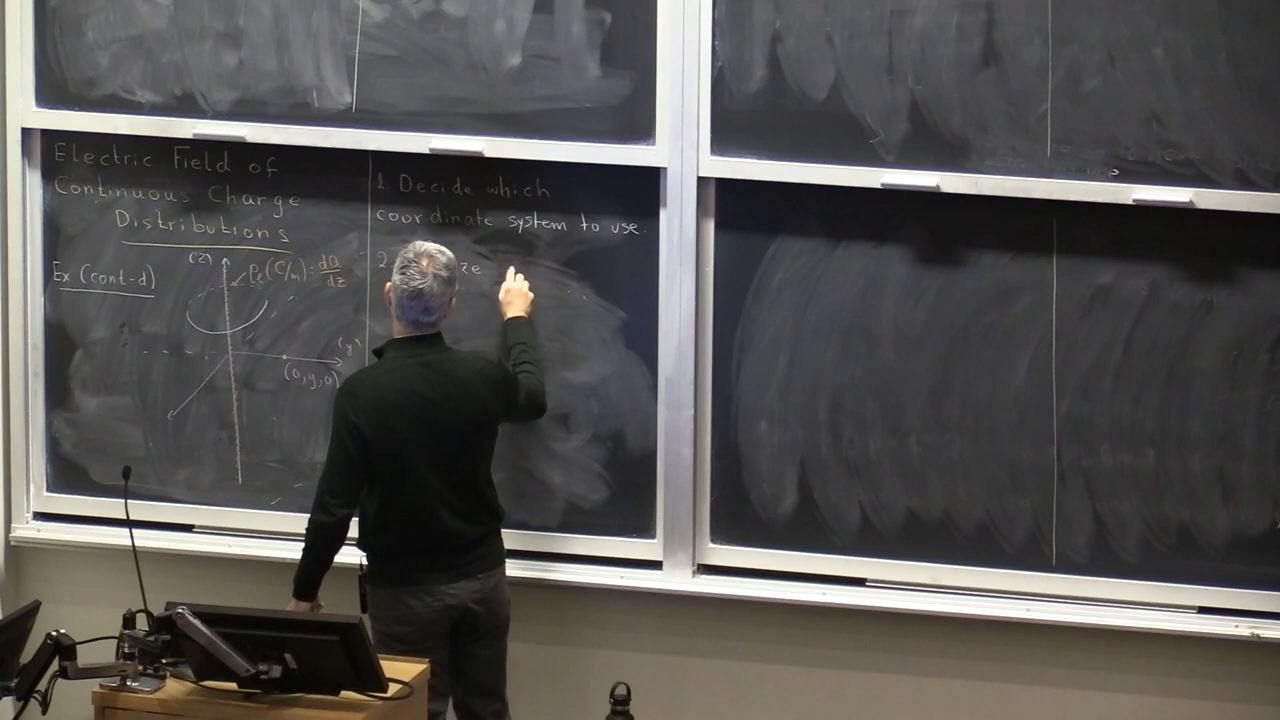 Electric Field of
Continuous Charge
Distributions
Ex (cont-d)
(z)
ρℓ(C/m)=dQ/dz
(y)
(0,y,0)
1 Decide which
coordinate system to use.
2